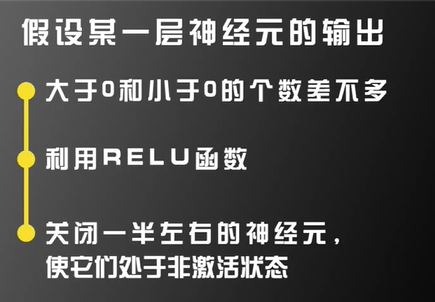 假设某一层神经元的输出
大于0和小于0的个数差不多
利用RELU函数
关闭一半左右的神经元，
使它们处于非激活状态